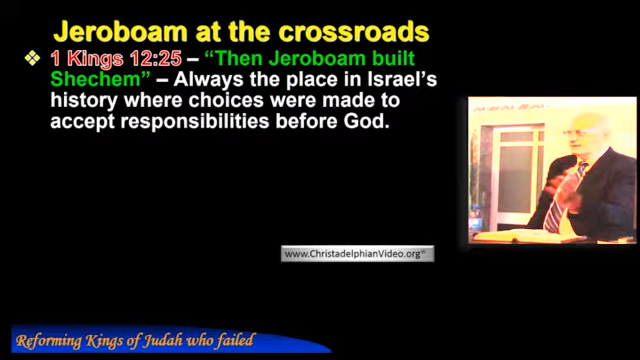 Jeroboam at the crossroads
❖ 1 Kings 12:25 – “Then Jeroboam built
Shechem” – Always the place in Israel’s
history where choices were made to
accept responsibilities before God.
www.ChristadelphianVideo.org®
Reforming Kings of Judah who failed